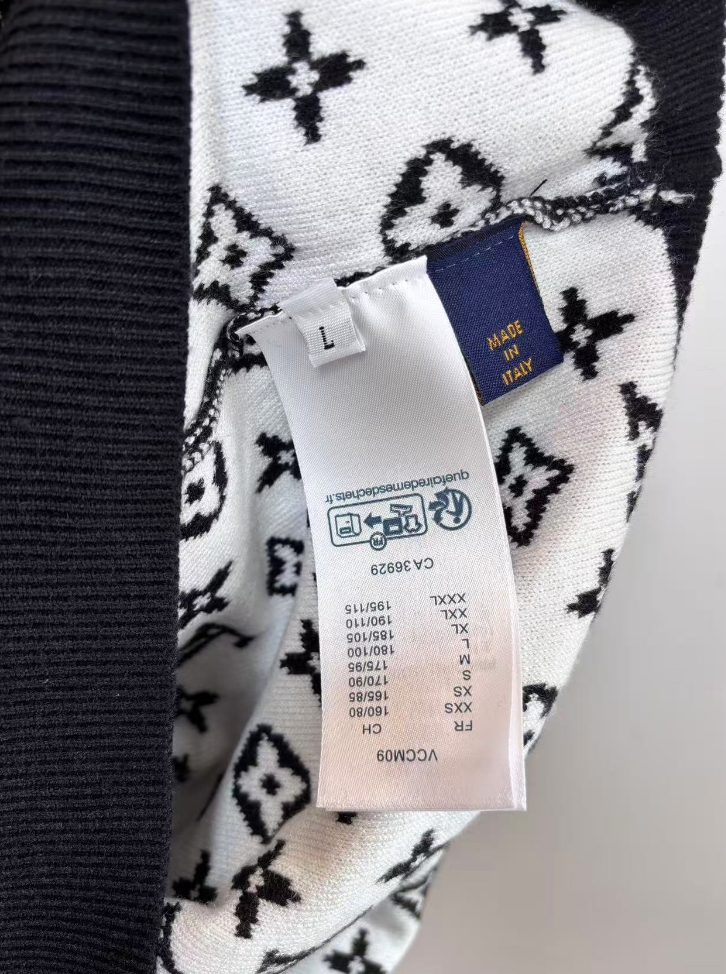 L
MADE
IN
ITALY
VCCM09
FR CH
XXS 160/80
XS 165/85
S 170/90
M 175/95
L 180/100
XL 185/105
XXL 190/110
XXXL 195/115
CA 36929
FR
quefairedemesdechets.fr